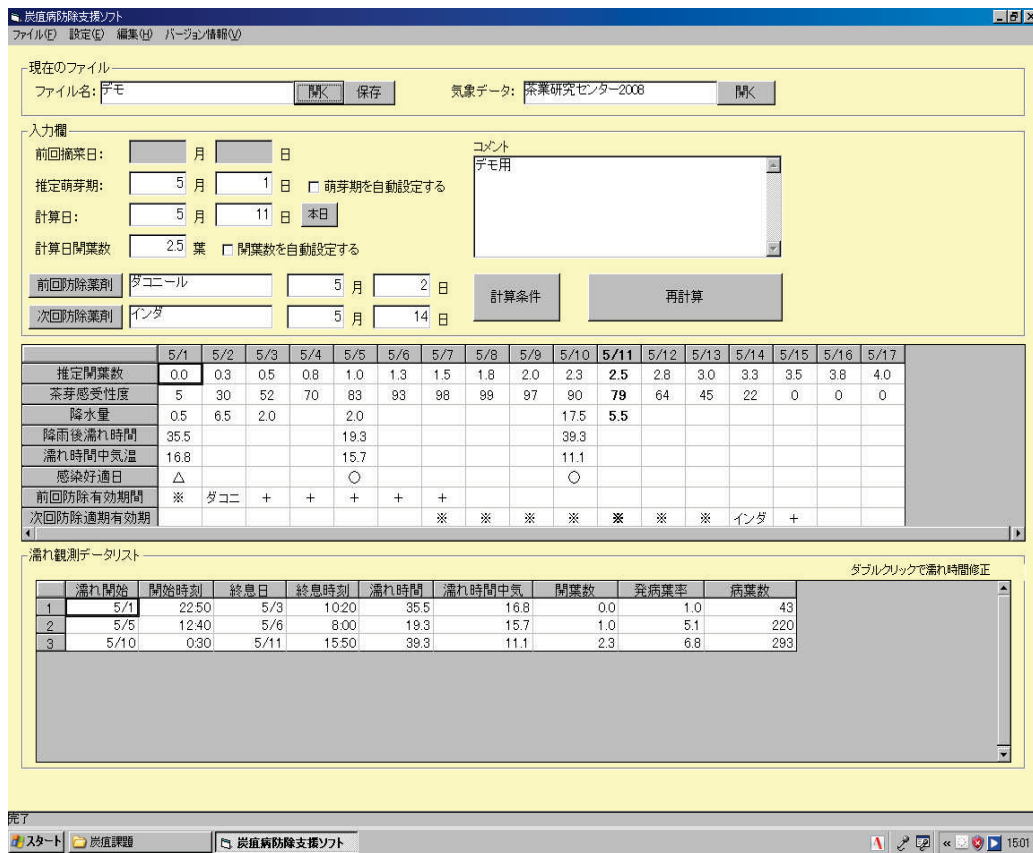 炭疽病防除支援ソフト
ファイル(F) 設定(E) 編集(H) バージョン情報(V)
現在のファイル
ファイル名: デモ 開く 保存 気象データ: 茶業研究センター2008 開く
入力欄
前回摘菜日: 月 日
コメント
デモ用
推定萌芽期: 5 月 1 日 萌芽期を自動設定する
計算日: 5 月 11 日 本日
計算日開葉数 2.5 葉 開葉数を自動設定する
前回防除薬剤 ダコニール 5 月 2 日
計算条件 再計算
次回防除薬剤 インダ 5 月 14 日
5/1 5/2 5/3 5/4 5/5 5/6 5/7 5/8 5/9 5/10 5/11 5/12 5/13 5/14 5/15 5/16 5/17
推定開葉数 0.0 0.3 0.5 0.8 1.0 1.3 1.5 1.8 2.0 2.3 2.5 2.8 3.0 3.3 3.5 3.8 4.0
茶芽感受性度 5 30 52 70 83 93 98 99 97 90 79 64 45 22 0 0 0
降水量 0.5 6.5 2.0 2.0 17.5 5.5
降雨後濡れ時間 35.5 19.3 39.3
濡れ時間中気温 16.8 15.7 11.1
感染好適日 △ ○ ○
前回防除有効期間 ※ ダコニ + + + + +
次回防除適期有効期 ※ ※ ※ ※ ※ ※ ※ インダ +
濡れ観測データリスト
ダブルクリックで濡れ時間修正
濡れ開始 開始時刻 終息日 終息時刻 濡れ時間 濡れ時間中気 開葉数 発病葉率 病葉数
1 5/1 22:50 5/3 10:20 35.5 16.8 0.0 1.0 43
2 5/5 12:40 5/6 8:00 19.3 15.7 1.0 5.1 220
3 5/10 0:30 5/11 15:50 39.3 11.1 2.3 6.8 293
完了
スタート 炭疽課題 炭疽病防除支援ソフト A « 15:01